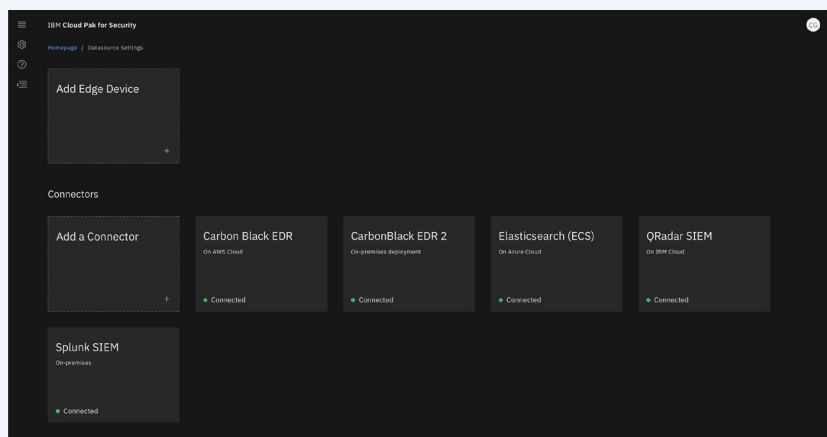 IBM Cloud Pak for Security
CG
Homepage / Datasource Settings
Add Edge Device
+
Connectors
Add a Connector
+
Carbon Black EDR
On AWS Cloud
Connected
CarbonBlack EDR 2
On-premises deployment
Connected
Elasticsearch (ECS)
On Azure Cloud
Connected
QRadar SIEM
On IBM Cloud
Connected
Splunk SIEM
On-premises
Connected